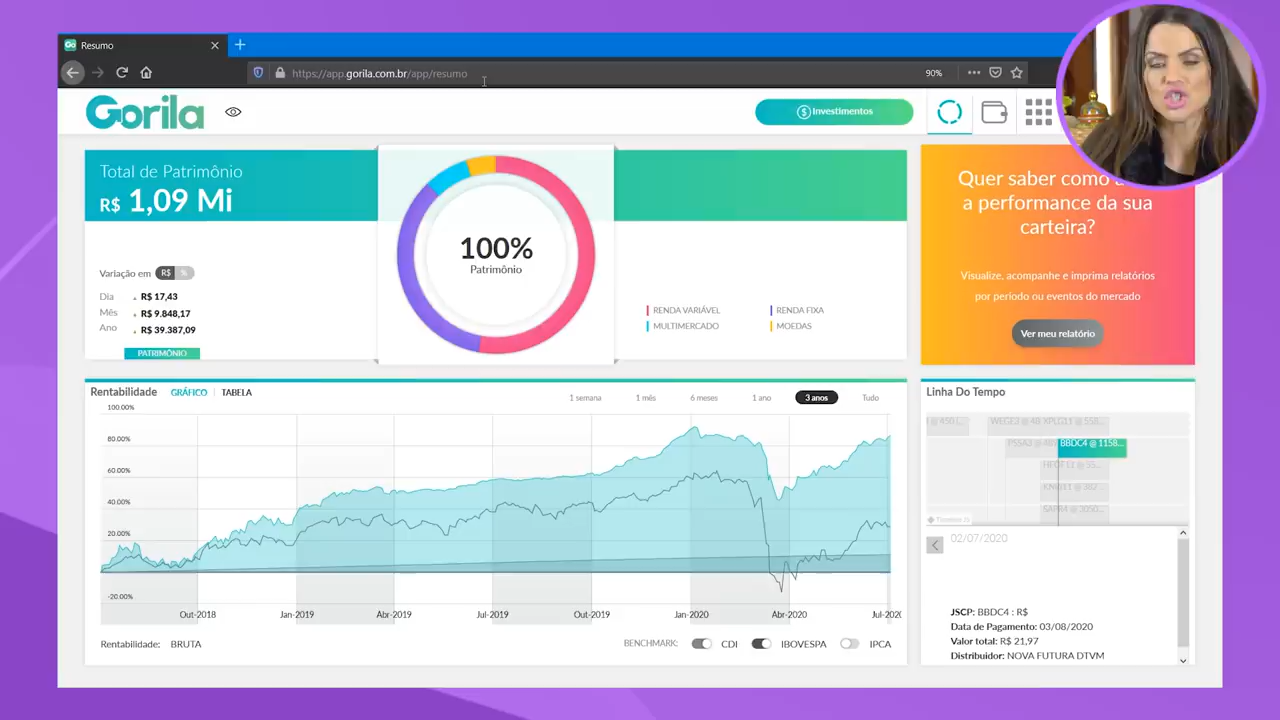 Resumo
https://app.gorila.com.br/app/resumo
90%
Gorila
Investimentos
Total de Patrimônio
R$ 1,09 Mi
100%
Patrimônio
Variação em R$ %
Dia R$ 17,43
Mês R$ 9.848,17
Ano R$ 39.387,09
PATRIMÔNIO
RENDA VARIÁVEL RENDA FIXA
MULTIMERCADO MOEDAS
Quer saber como
a performance da sua
carteira?
Visualize, acompanhe e imprima relatórios
por período ou eventos do mercado
Ver meu relatório
Rentabilidade GRÁFICO TABELA
1 semana 1 mês 6 meses 1 ano 3 anos Tudo
100.00%
80.00%
60.00%
40.00%
20.00%
-20.00%
Out-2018 Jan-2019 Abr-2019 Jul-2019 Out-2019 Jan-2020 Abr-2020 Jul-202
Rentabilidade: BRUTA
BENCHMARK: CDI IBOVESPA IPCA
Linha Do Tempo
BBDC4 @ 1158...
02/07/2020
JSCP: BBDC4 : R$
Data de Pagamento: 03/08/2020
Valor total: R$ 21,97
Distribuidor: NOVA FUTURA DTVM